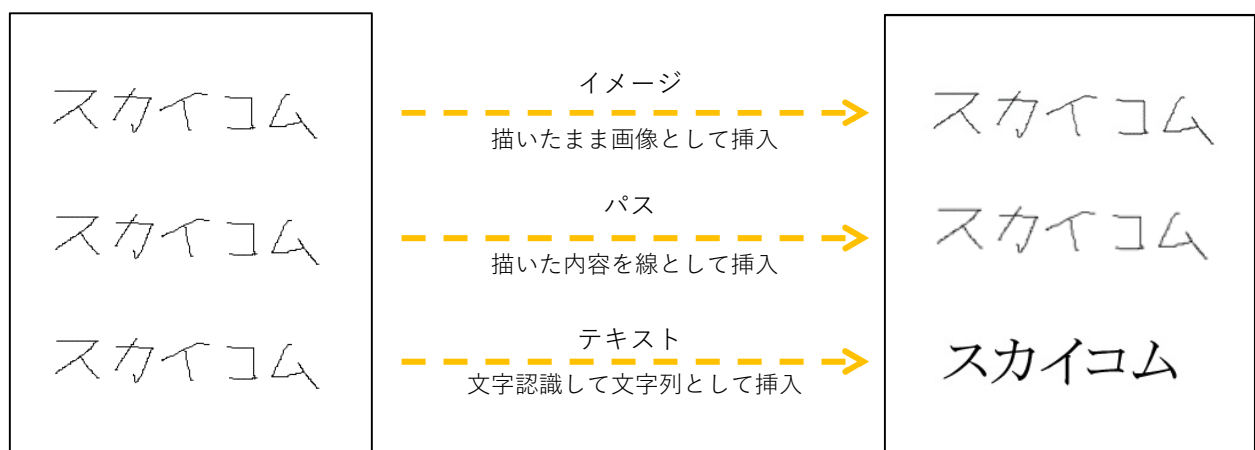 スカイコム
イメージ
描いたまま画像として挿入
スカイコム
スカイコム
パス
描いた内容を線として挿入
スカイコム
スカイコム
テキスト
文字認識して文字列として挿入
スカイコム